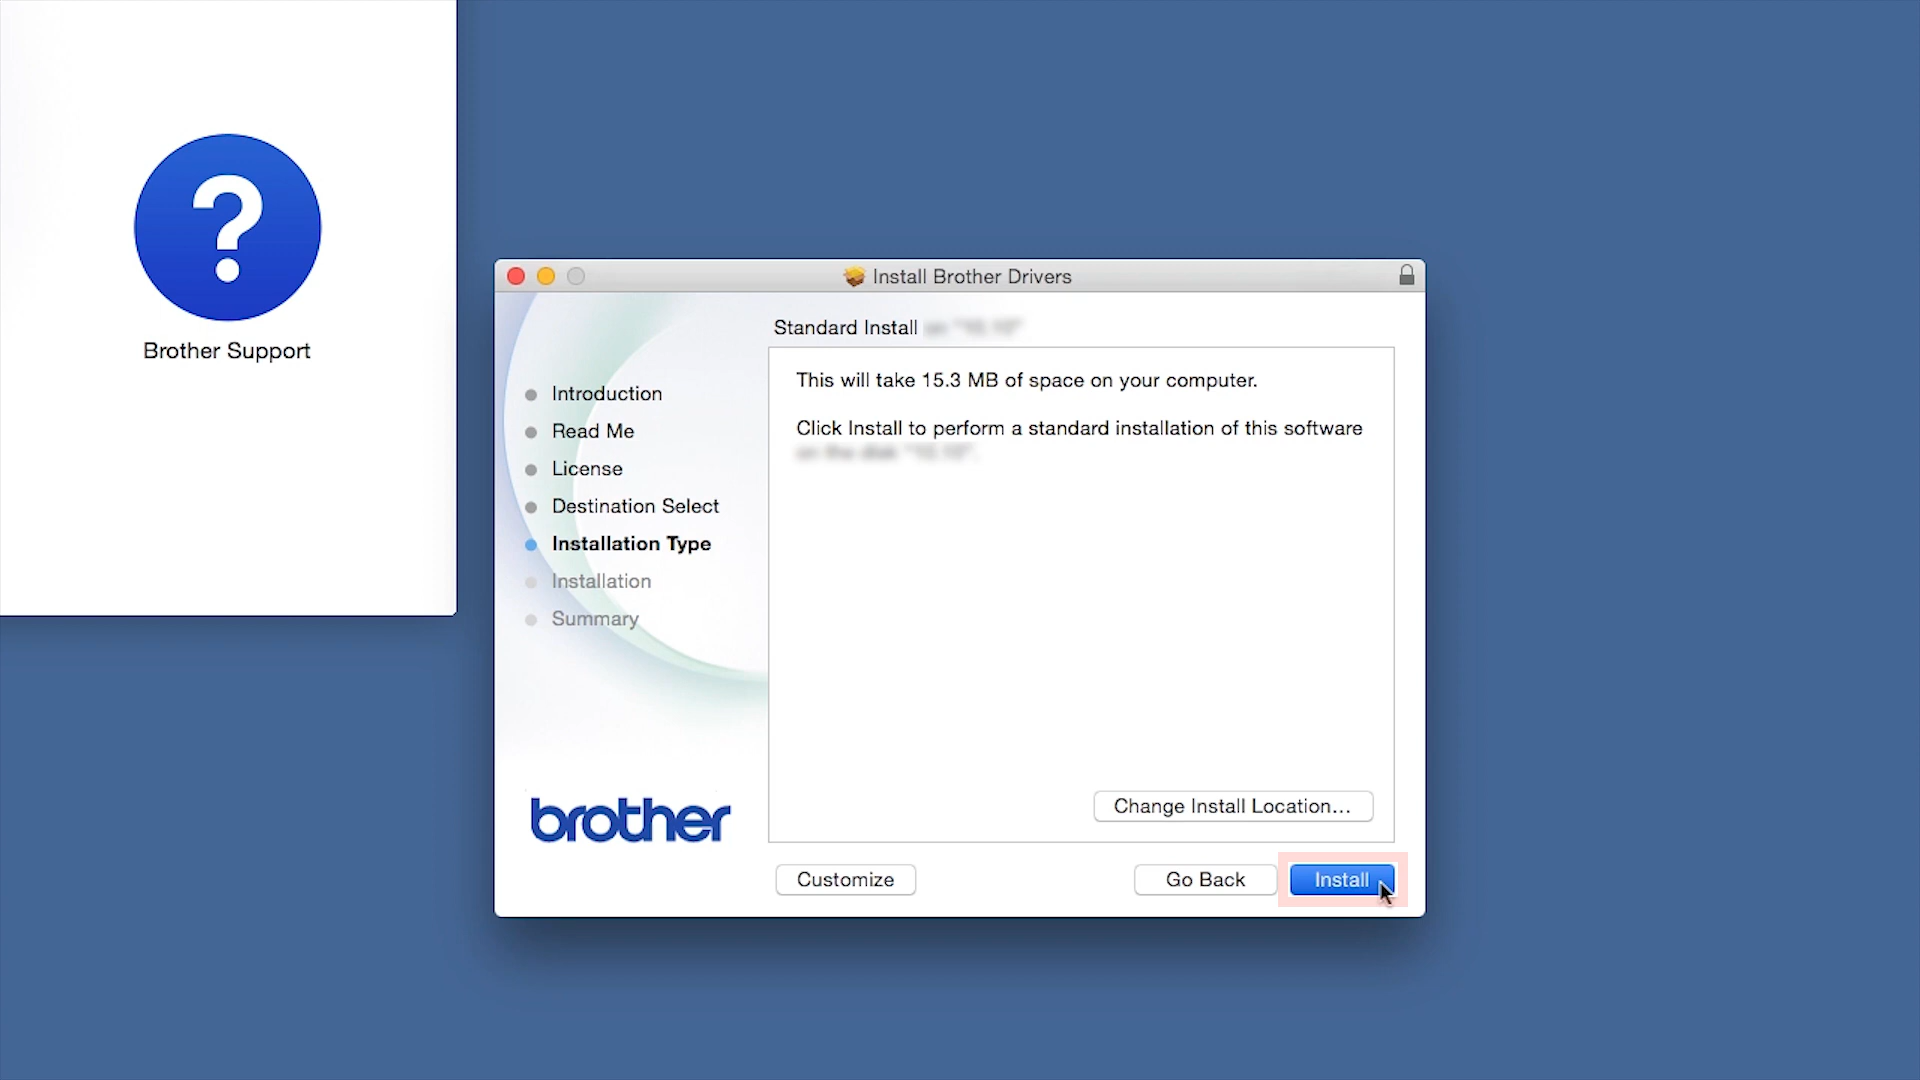 ?
Brother Support
Install Brother Drivers
Standard Install
Introduction
Read Me
License
Destination Select
Installation Type
Installation
Summary
This will take 15.3 MB of space on your computer.
Click Install to perform a standard installation of this software
Change Install Location...
brother
Customize
Go Back
Install